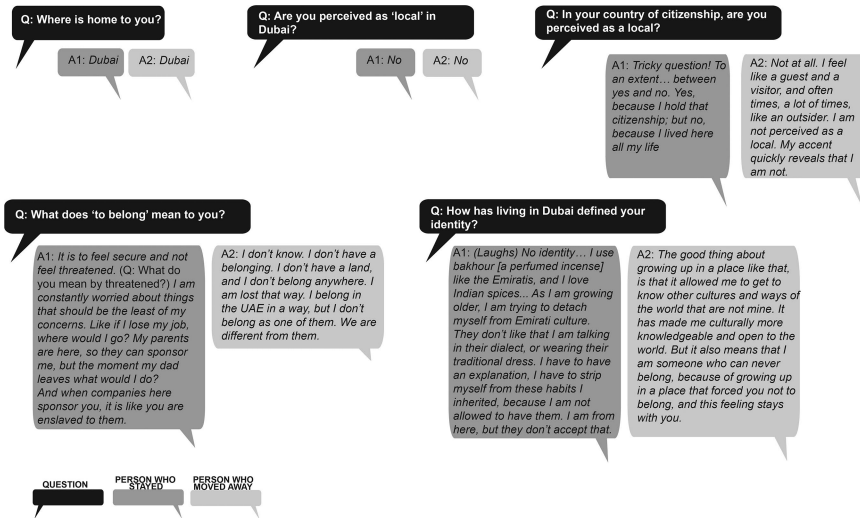 Q: Where is home to you?
A1: Dubai
A2: Dubai
Q: Are you perceived as ‘local’ in
Dubai?
A1: No
A2: No
Q: In your country of citizenship, are you
perceived as a local?
A1: Tricky question! To
an extent… between
yes and no. Yes,
because I hold that
citizenship; but no,
because I lived here
all my life
A2: Not at all. I feel
like a guest and a
visitor, and often
times, a lot of times,
like an outsider. I am
not perceived as a
local. My accent
quickly reveals that I
am not.
Q: What does ‘to belong’ mean to you?
A1: It is to feel secure and not
feel threatened. (Q: What do
you mean by threatened?) I am
constantly worried about things
that should be the least of my
concerns. Like if I lose my job,
where would I go? My parents
are here, so they can sponsor
me, but the moment my dad
leaves what would I do?
And when companies here
sponsor you, it is like you are
enslaved to them.
A2: I don’t know. I don’t have a
belonging. I don’t have a land,
and I don’t belong anywhere. I
am lost that way. I belong in
the UAE in a way, but I don’t
belong as one of them. We are
different from them.
Q: How has living in Dubai defined your
identity?
A1: (Laughs) No identity… I use
bakhour [a perfumed incense]
like the Emiratis, and I love
Indian spices... As I am growing
older, I am trying to detach
myself from Emirati culture.
They don’t like that I am talking
in their dialect, or wearing their
traditional dress. I have to have
an explanation, I have to strip
myself from these habits I
inherited, because I am not
allowed to have them. I am from
here, but they don’t accept that.
A2: The good thing about
growing up in a place like that,
is that it allowed me to get to
know other cultures and ways of
the world that are not mine. It
has made me culturally more
knowledgeable and open to the
world. But it also means that I
am someone who can never
belong, because of growing up
in a place that forced you not to
belong, and this feeling stays
with you.
QUESTION
PERSON WHO
STAYED
PERSON WHO
MOVED AWAY